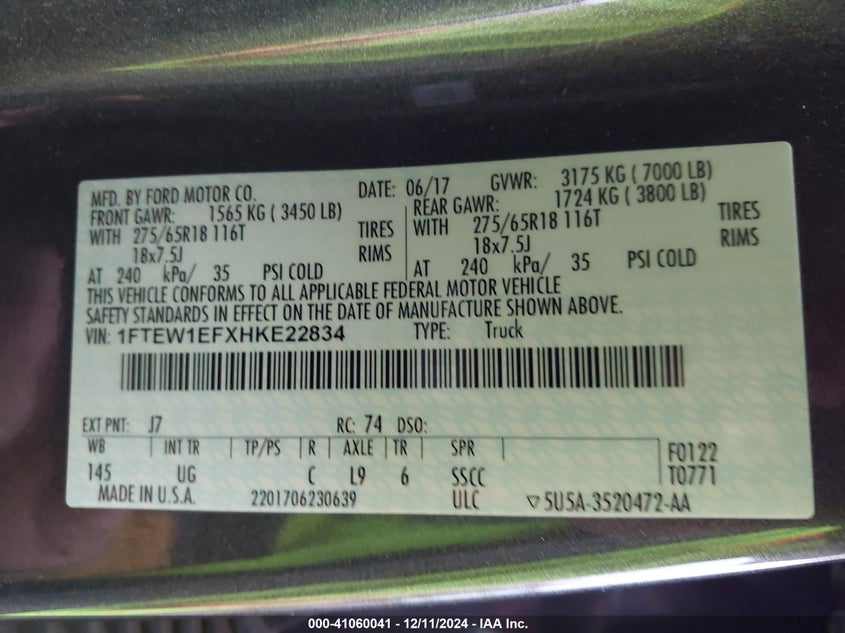 MFD. BY FORD MOTOR CO. DATE: 06/17 GVWR: 3175 KG ( 7000 LB)
FRONT GAWR: 1565 KG ( 3450 LB) REAR GAWR: 1724 KG ( 3800 LB)
WITH 275/65R18 116T TIRES WITH 275/65R18 116T TIRES
18x7.5J RIMS 18x7.5J RIMS
AT 240 kPa/ 35 PSI COLD AT 240 kPa/ 35 PSI COLD
THIS VEHICLE CONFORMS TO ALL APPLICABLE FEDERAL MOTOR VEHICLE
SAFETY STANDARDS IN EFFECT ON THE DATE OF MANUFACTURE SHOWN ABOVE.
VIN: 1FTEW1EFXHKE22834 TYPE: Truck
EXT PNT: J7 RC: 74 DSO:
WB INT TR TP/PS R AXLE TR SPR F0122
145 UG C L9 6 SSCC T0771
MADE IN U.S.A. 2201706230639 ULC ▽5U5A-3520472-AA
000-41060041 - 12/11/2024 - IAA Inc.